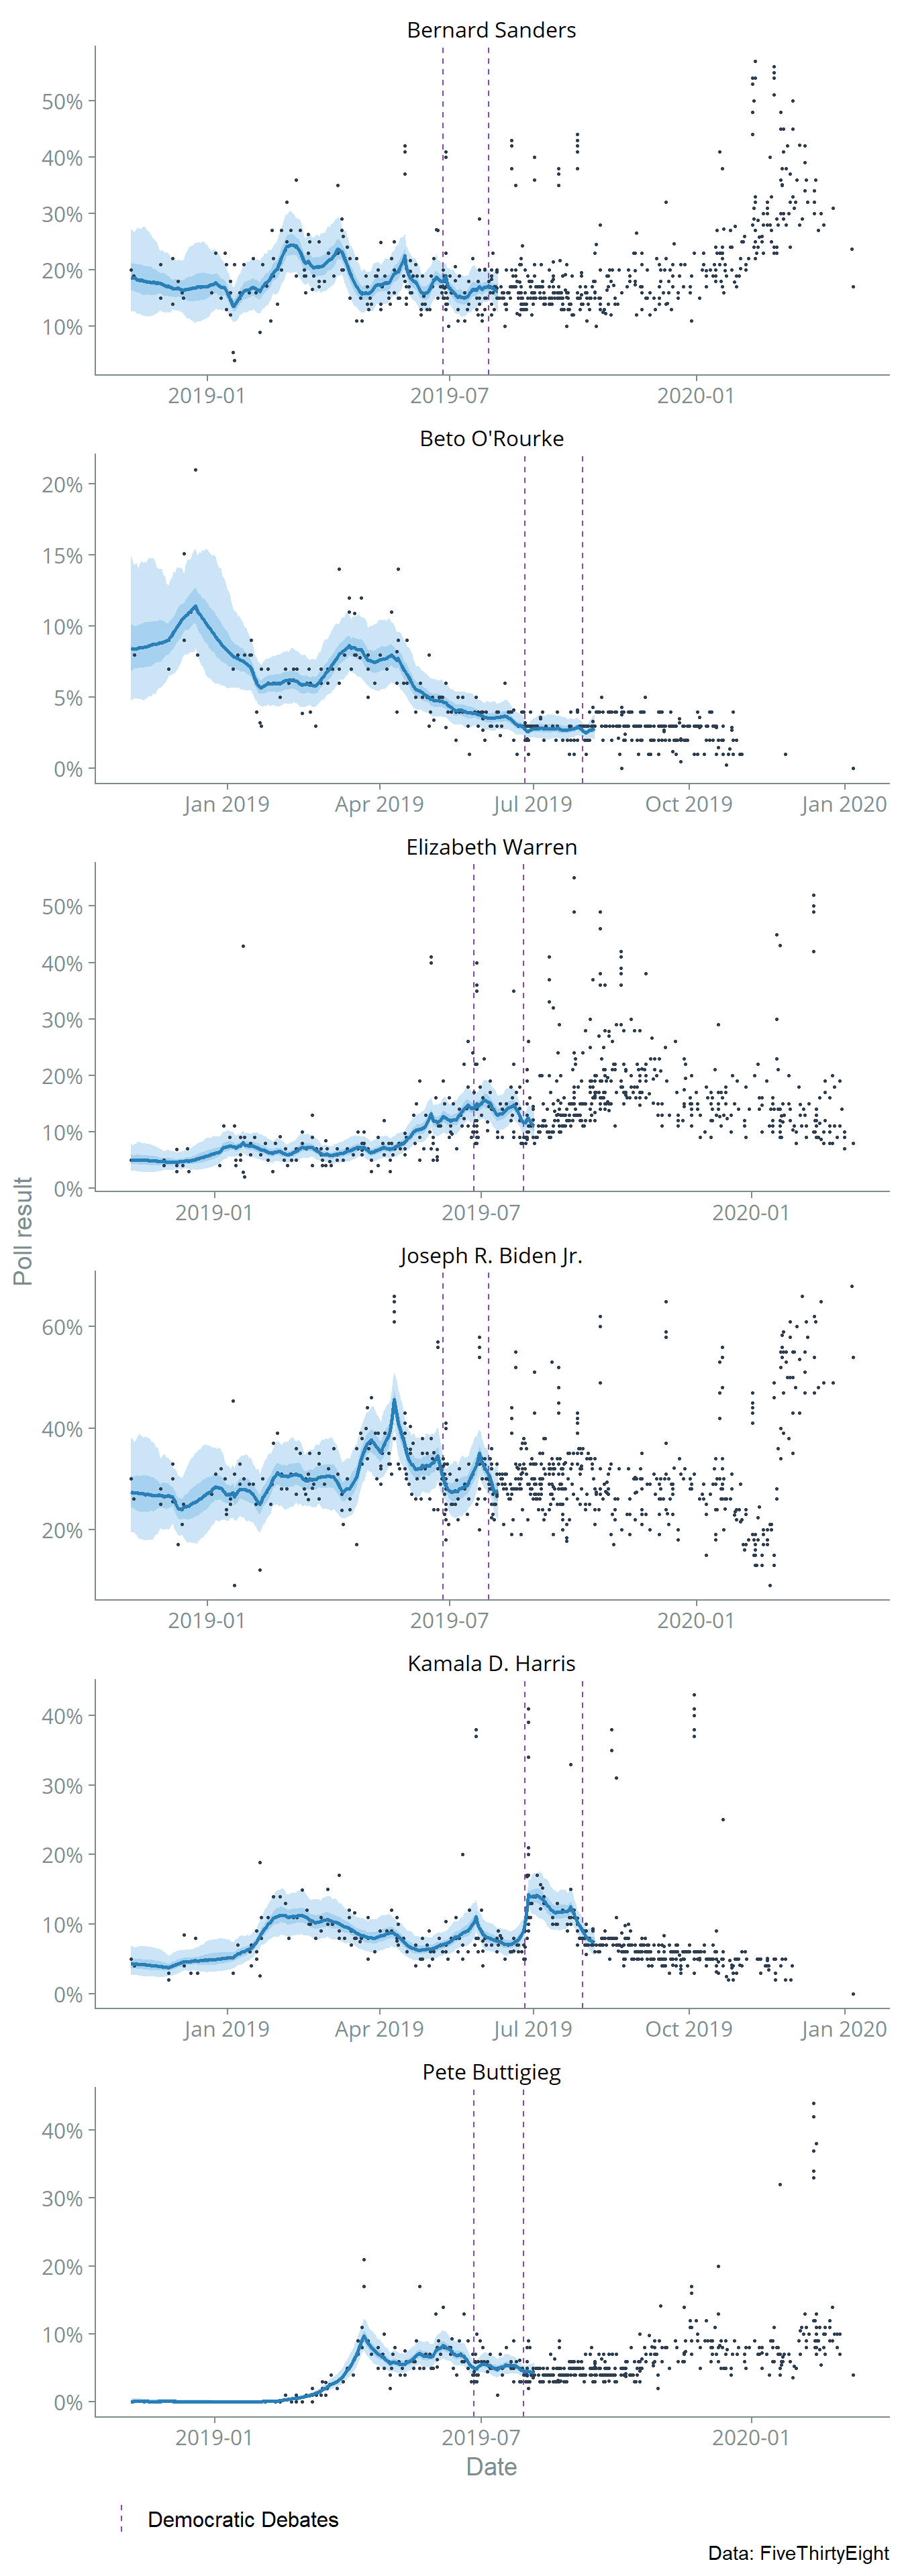 Bernard Sanders
50%
40%
30%
20%
10%
2019-01 2019-07 2020-01
Beto O'Rourke
20%
15%
10%
5%
0%
Jan 2019 Apr 2019 Jul 2019 Oct 2019 Jan 2020
Elizabeth Warren
50%
40%
30%
20%
10%
0%
2019-01 2019-07 2020-01
Poll result
Joseph R. Biden Jr.
60%
40%
20%
2019-01 2019-07 2020-01
Kamala D. Harris
40%
30%
20%
10%
0%
Jan 2019 Apr 2019 Jul 2019 Oct 2019 Jan 2020
Pete Buttigieg
40%
30%
20%
10%
0%
2019-01 2019-07 2020-01
Date
Democratic Debates
Data: FiveThirtyEight